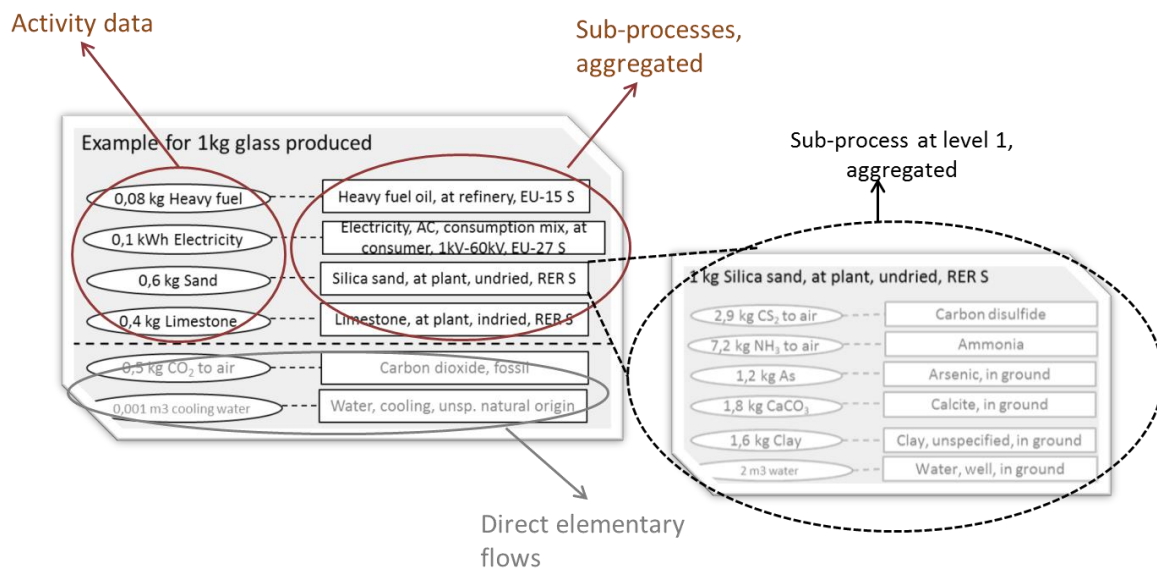 Activity data
Sub-processes,
aggregated
Example for 1kg glass produced
0,08 kg Heavy fuel
Heavy fuel oil, at refinery, EU-15 S
0,1 kWh Electricity
Electricity, AC, consumption mix, at
consumer, 1kV-60kV, EU-27 S
0,6 kg Sand
Silica sand, at plant, undried, RER S
0,4 kg Limestone
Limestone, at plant, indried, RER S
0,5 kg CO₂ to air
Carbon dioxide, fossil
0,001 m3 cooling water
Water, cooling, unsp. natural origin
Direct elementary
flows
Sub-process at level 1,
aggregated
1 kg Silica sand, at plant, undried, RER S
2,9 kg CS₂ to air
Carbon disulfide
7,2 kg NH₃ to air
Ammonia
1,2 kg As
Arsenic, in ground
1,8 kg CaCO₃
Calcite, in ground
1,6 kg Clay
Clay, unspecified, in ground
2 m3 water
Water, well, in ground